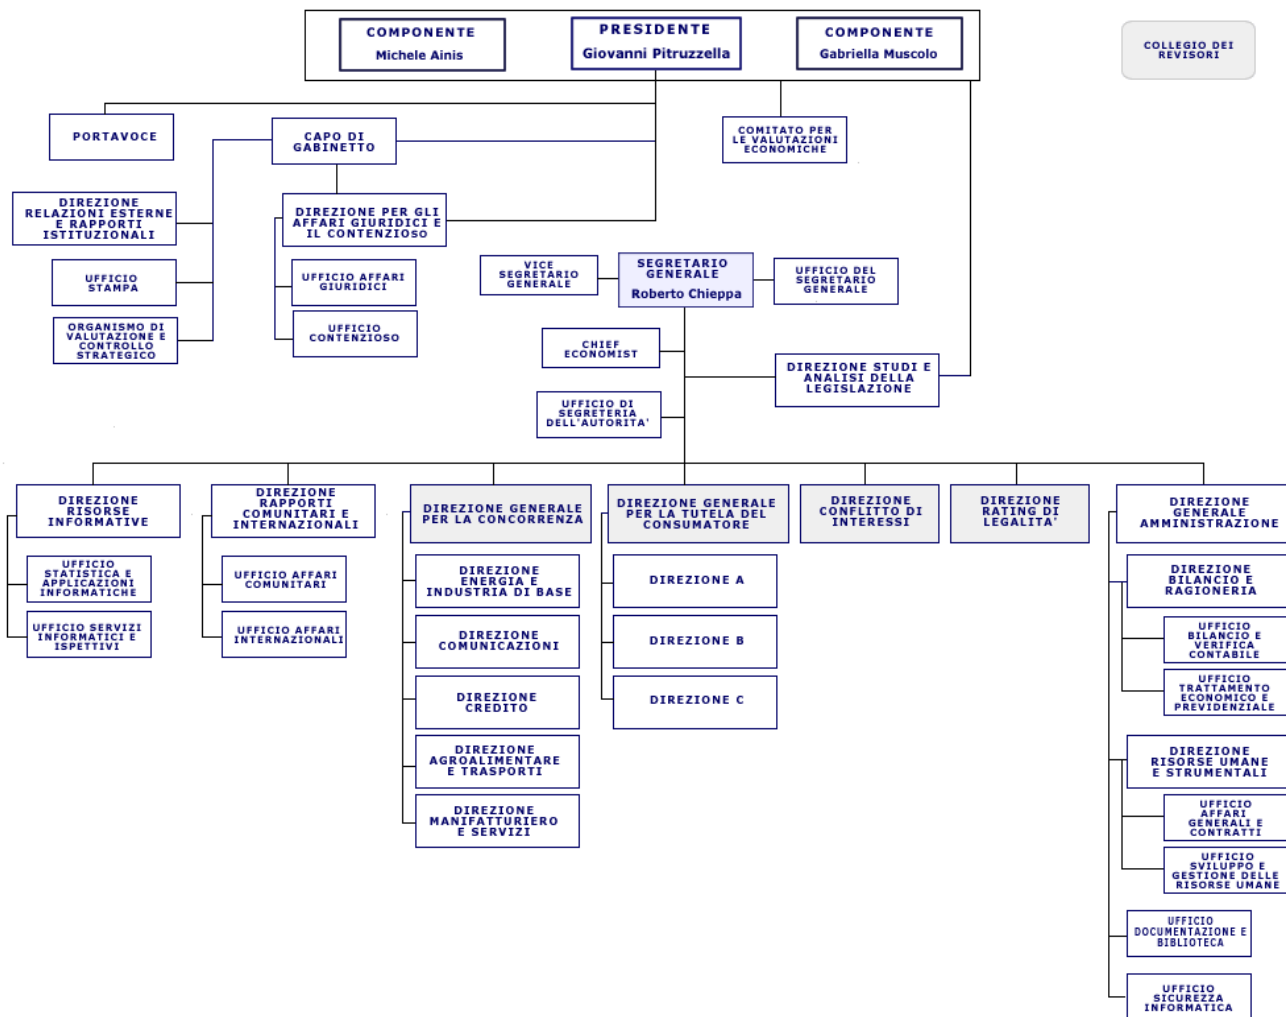 COMPONENTE
Michele Ainis
PRESIDENTE
Giovanni Pitruzzella
COMPONENTE
Gabriella Muscolo
COLLEGIO DEI
REVISORI
PORTAVOCE
CAPO DI
GABINETTO
COMITATO PER
LE VALUTAZIONI
ECONOMICHE
DIREZIONE
RELAZIONI ESTERNE
E RAPPORTI
ISTITUZIONALI
DIREZIONE PER GLI
AFFARI GIURIDICI E
IL CONTENZIOSO
UFFICIO
STAMPA
UFFICIO AFFARI
GIURIDICI
ORGANISMO DI
VALUTAZIONE E
CONTROLLO
STRATEGICO
UFFICIO
CONTENZIOSO
VICE
SEGRETARIO
GENERALE
SEGRETARIO
GENERALE
Roberto Chieppa
UFFICIO DEL
SEGRETARIO
GENERALE
CHIEF
ECONOMIST
DIREZIONE STUDI E
ANALISI DELLA
LEGISLAZIONE
UFFICIO DI
SEGRETERIA
DELL'AUTORITA'
DIREZIONE
RISORSE
INFORMATIVE
UFFICIO
STATISTICA E
APPLICAZIONI
INFORMATICHE
UFFICIO SERVIZI
INFORMATICI E
ISPETTIVI
DIREZIONE
RAPPORTI
COMUNITARI E
INTERNAZIONALI
UFFICIO AFFARI
COMUNITARI
UFFICIO AFFARI
INTERNAZIONALI
DIREZIONE GENERALE
PER LA CONCORRENZA
DIREZIONE
ENERGIA E
INDUSTRIA DI BASE
DIREZIONE
COMUNICAZIONI
DIREZIONE
CREDITO
DIREZIONE
AGROALIMENTARE
E TRASPORTI
DIREZIONE
MANIFATTURIERO
E SERVIZI
DIREZIONE GENERALE
PER LA TUTELA DEL
CONSUMATORE
DIREZIONE A
DIREZIONE B
DIREZIONE C
DIREZIONE
CONFLITTO DI
INTERESSI
DIREZIONE
RATING DI
LEGALITA'
DIREZIONE
GENERALE
AMMINISTRAZIONE
DIREZIONE
BILANCIO E
RAGIONERIA
UFFICIO
BILANCIO E
VERIFICA
CONTABILE
UFFICIO
TRATTAMENTO
ECONOMICO E
PREVIDENZIALE
DIREZIONE
RISORSE UMANE
E STRUMENTALI
UFFICIO
AFFARI
GENERALI E
CONTRATTI
UFFICIO
SVILUPPO E
GESTIONE DELLE
RISORSE UMANE
UFFICIO
DOCUMENTAZIONE E
BIBLIOTECA
UFFICIO
SICUREZZA
INFORMATICA